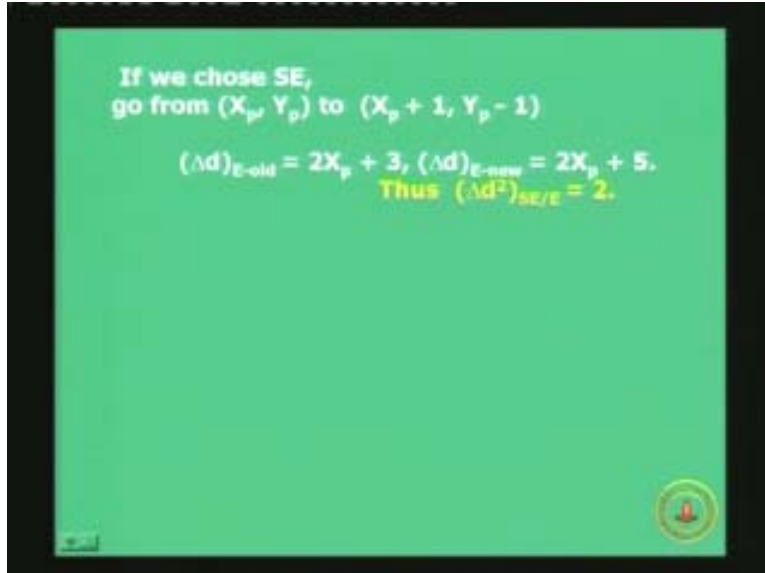 If we chose SE,
go from (Xp, Yp) to (Xp + 1, Yp - 1)
(Δd)E-old = 2Xp + 3, (Δd)E-new = 2Xp + 5.
Thus (Δd²)SE/E = 2.